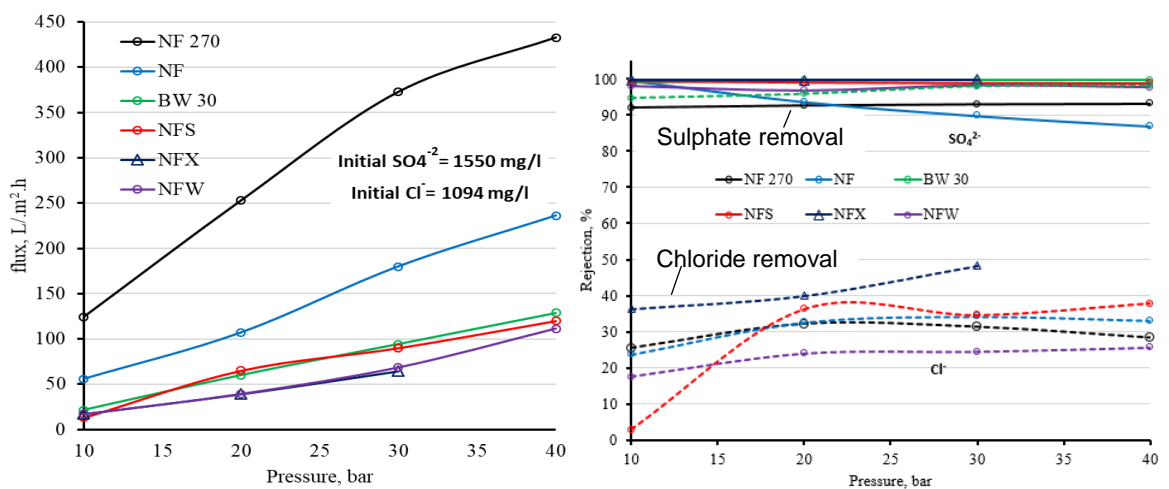 450
400
350
300
250
200
150
100
50
0
flux, L/.m².h
NF 270
NF
BW 30
NFS
NFX
NFW
Initial SO4⁻²= 1550 mg/l
Initial Cl⁻= 1094 mg/l
10 15 20 25 30 35 40
Pressure, bar
100
90
80
70
60
50
40
30
20
10
0
Rejection, %
Sulphate removal
SO₄²⁻
NF 270 NF BW 30
NFS NFX NFW
Chloride removal
Cl⁻
10 15 20 25 30 35 40
Pressure, bar